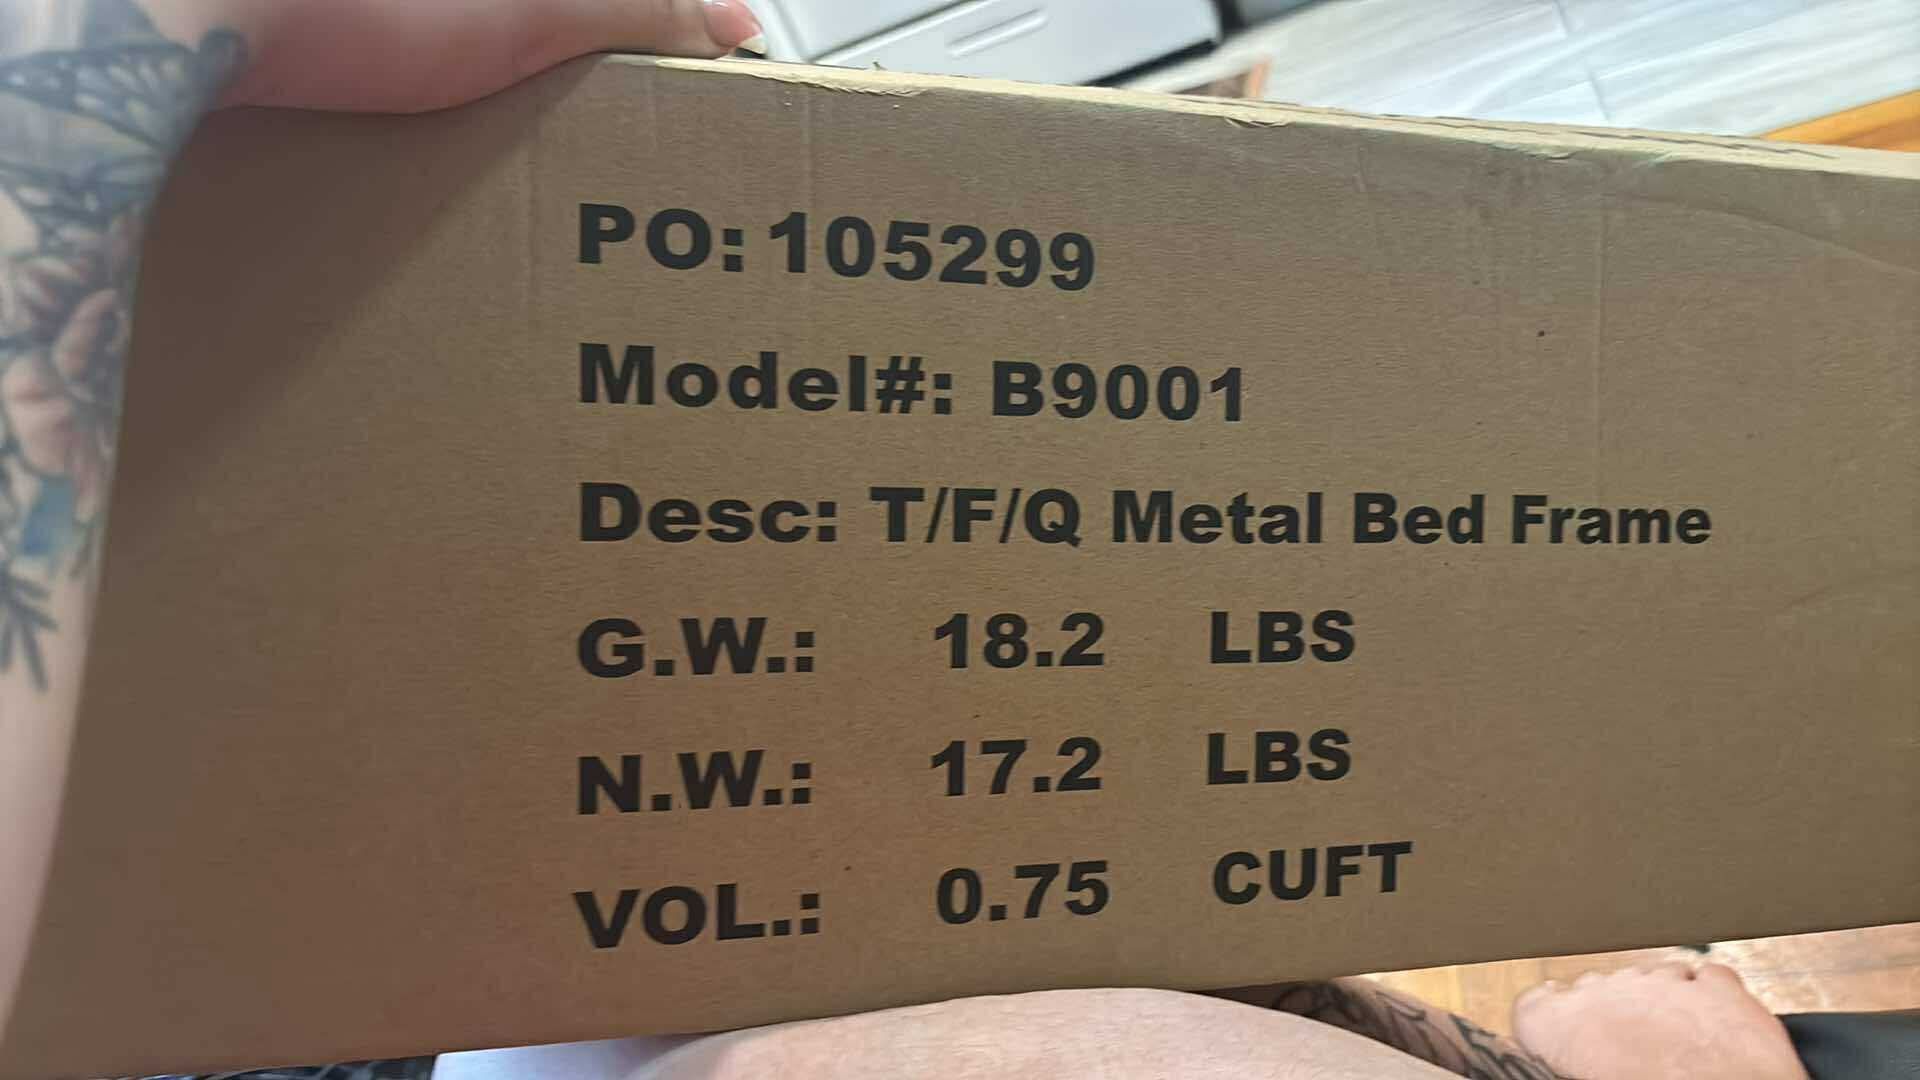 PO: 105299
Model#: B9001
Desc: T/F/Q Metal Bed Frame
G.W.: 18.2 LBS
N.W.: 17.2 LBS
VOL.: 0.75 CUFT